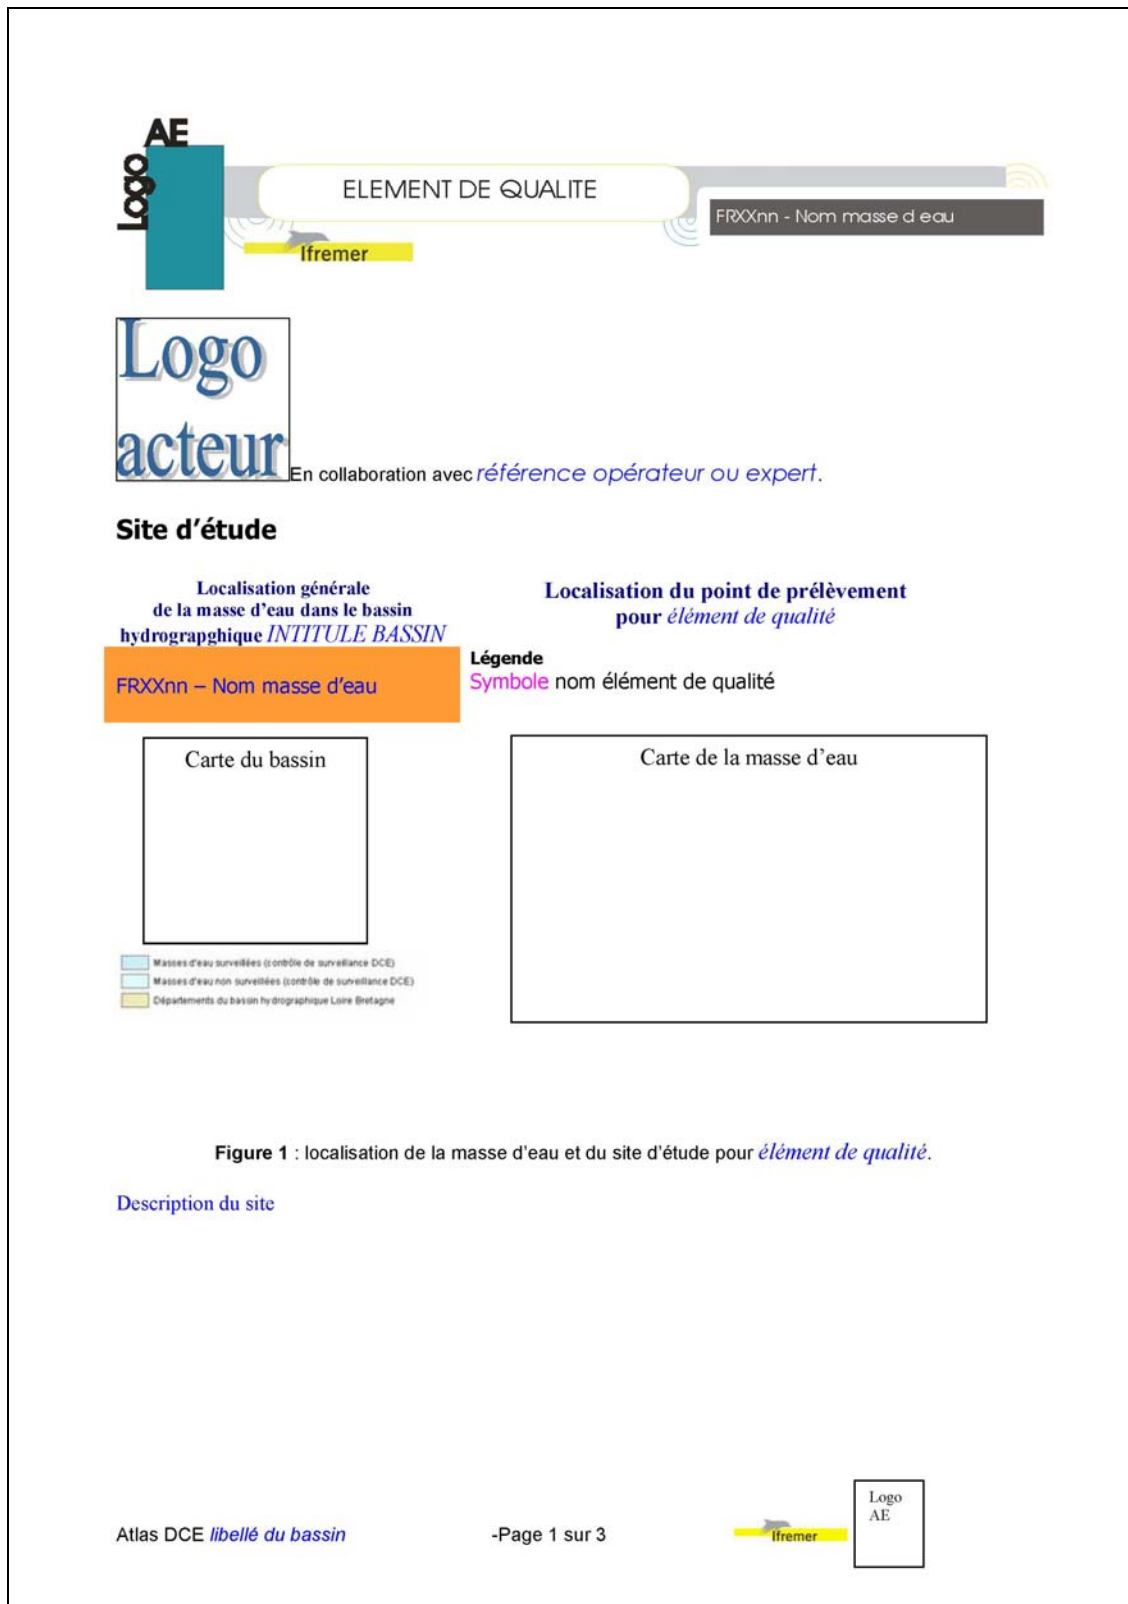 Logo AE
ELEMENT DE QUALITE
FRXXnn - Nom masse d eau
Ifremer
Logo
acteur
En collaboration avec référence opérateur ou expert.
Site d'étude
Localisation générale
de la masse d'eau dans le bassin
hydrograpghique INTITULE BASSIN
FRXXnn – Nom masse d'eau
Localisation du point de prélèvement
pour élément de qualité
Légende
Symbole nom élément de qualité
Carte du bassin
Carte de la masse d'eau
Masses d'eau surveillées (contrôle de surveillance DCE)
Masses d'eau non surveillées (contrôle de surveillance DCE)
Départements du bassin hydrographique Loire Bretagne
Figure 1 : localisation de la masse d'eau et du site d'étude pour élément de qualité.
Description du site
Atlas DCE libellé du bassin
-Page 1 sur 3
Ifremer
Logo
AE